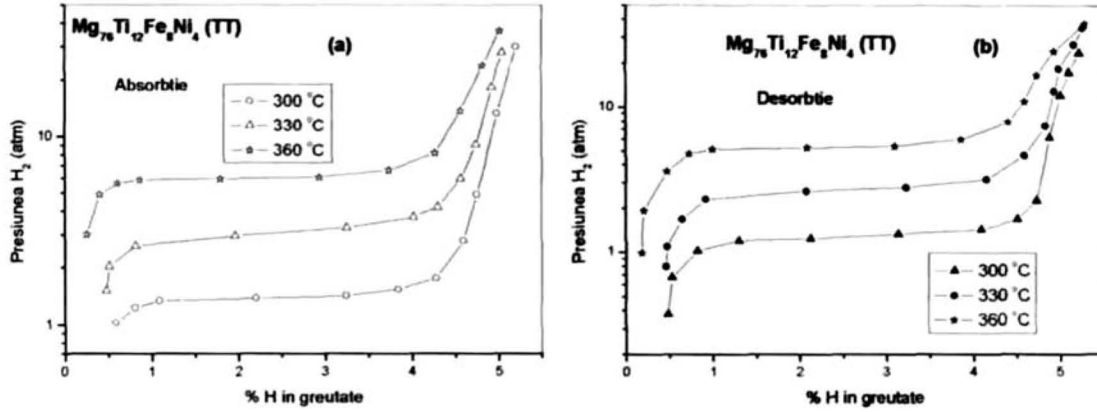 Mg₇₆Ti₁₂Fe₈Ni₄ (TT)
(a)
Absorbtie
300 °C
330 °C
360 °C
10
1
Presiunea H₂ (atm)
0 1 2 3 4 5
% H in greutate
Mg₇₆Ti₁₂Fe₈Ni₄ (TT)
(b)
Desorbtie
10
1
Presiunea H₂ (atm)
300 °C
330 °C
360 °C
0 1 2 3 4 5
% H in greutate